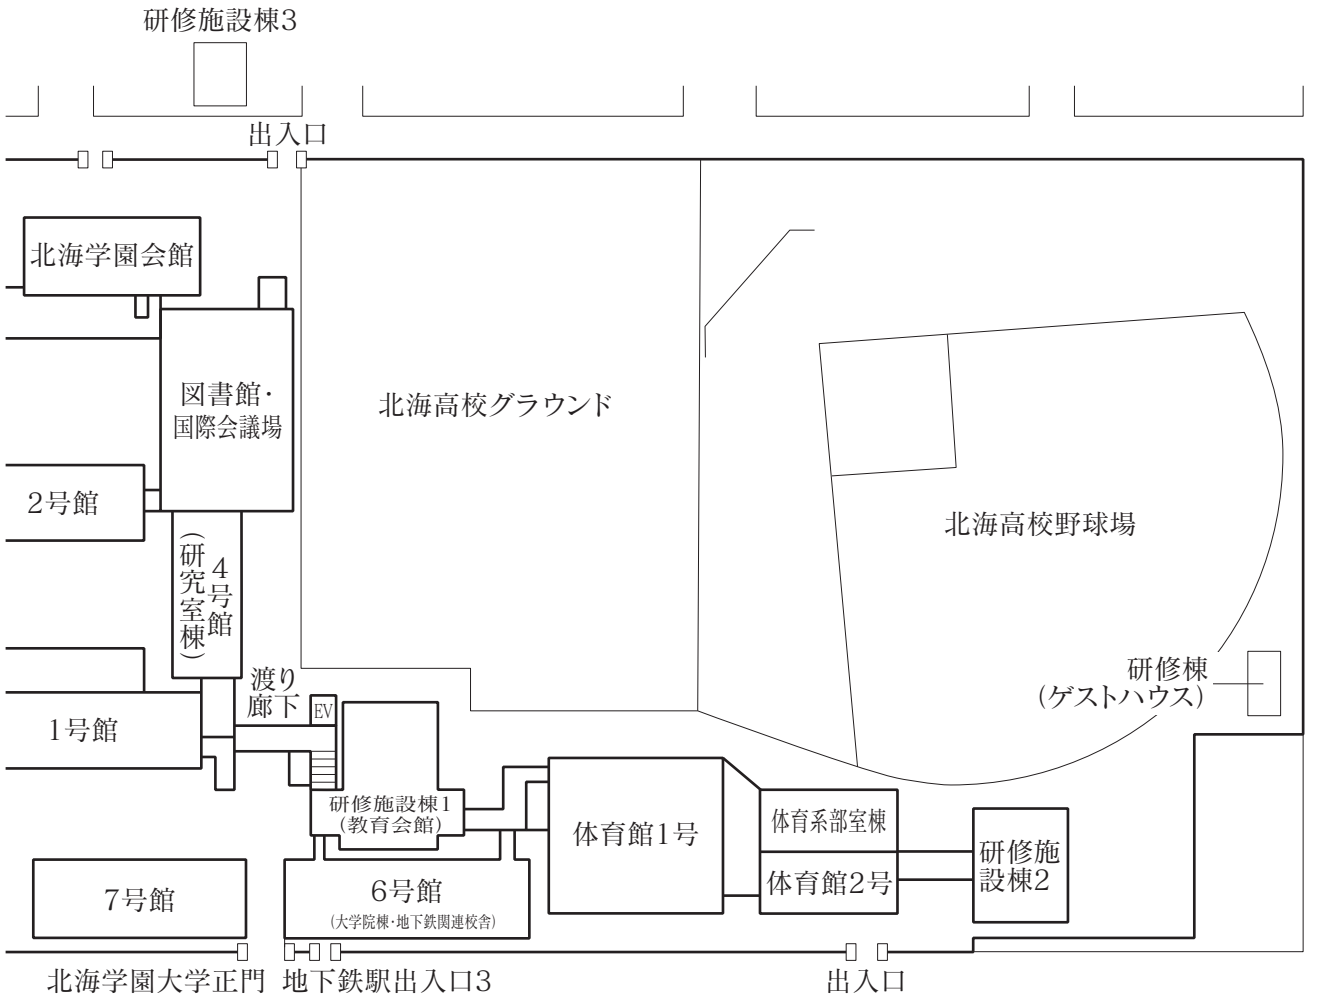 研修施設棟3
出入口
北海学園会館
図書館・
国際会議場
北海高校グラウンド
2号館
北海高校野球場
4号館
(研究室棟)
研修棟
(ゲストハウス)
渡り
廊下
EV
1号館
研修施設棟1
(教育会館)
体育館1号
体育系部室棟
研修施
設棟2
体育館2号
7号館
6号館
(大学院棟・地下鉄関連校舎)
北海学園大学正門
地下鉄駅出入口3
出入口